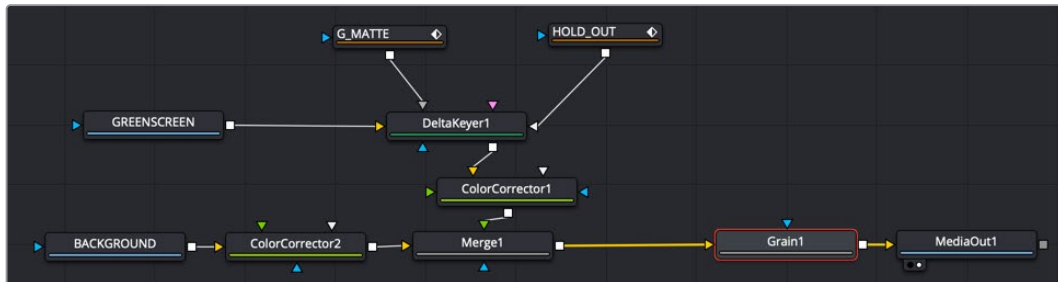 G_MATTE
HOLD_OUT
GREENSCREEN
DeltaKeyer1
ColorCorrector1
BACKGROUND
ColorCorrector2
Merge1
Grain1
MediaOut1